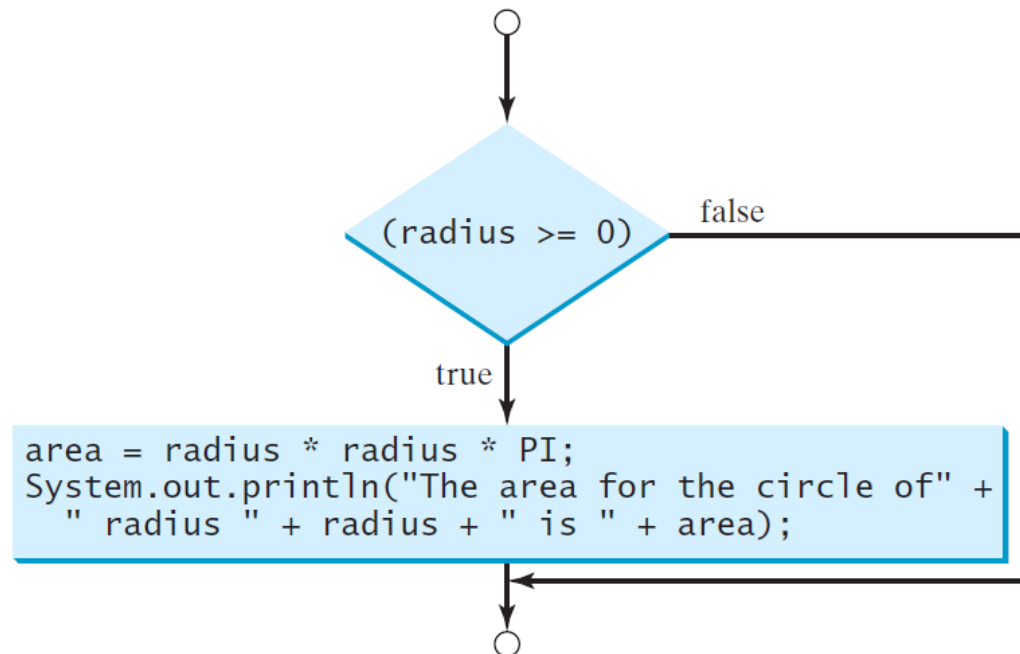 (radius >= 0)
false
true
area = radius * radius * PI;
System.out.println("The area for the circle of" +
" radius " + radius + " is " + area);